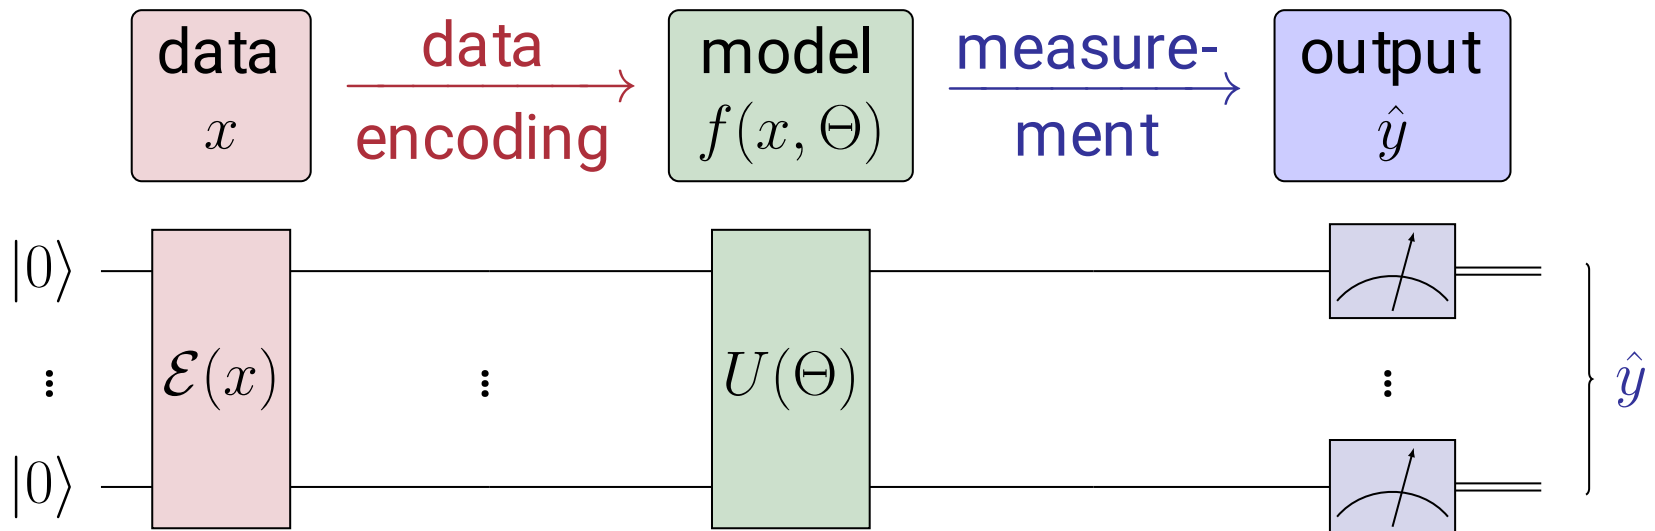 data
x
data
encoding
model
f(x, Θ)
measure-
ment
output
ŷ
|0⟩
⋮
|0⟩
ℰ(x)
⋮
U(Θ)
⋮
ŷ